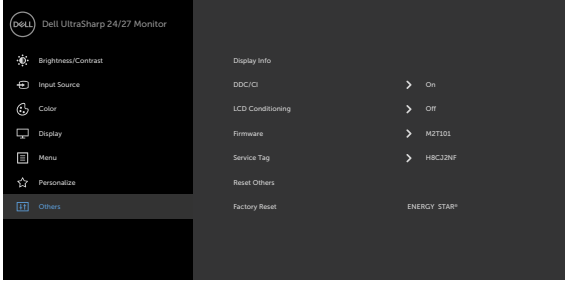 DELL Dell UltraSharp 24/27 Monitor
Brightness/Contrast
Input Source
Color
Display
Menu
Personalize
Others
Display Info
DDC/CI > On
LCD Conditioning > Off
Firmware > M2T101
Service Tag > H8CJ2NF
Reset Others
Factory Reset ENERGY STAR®